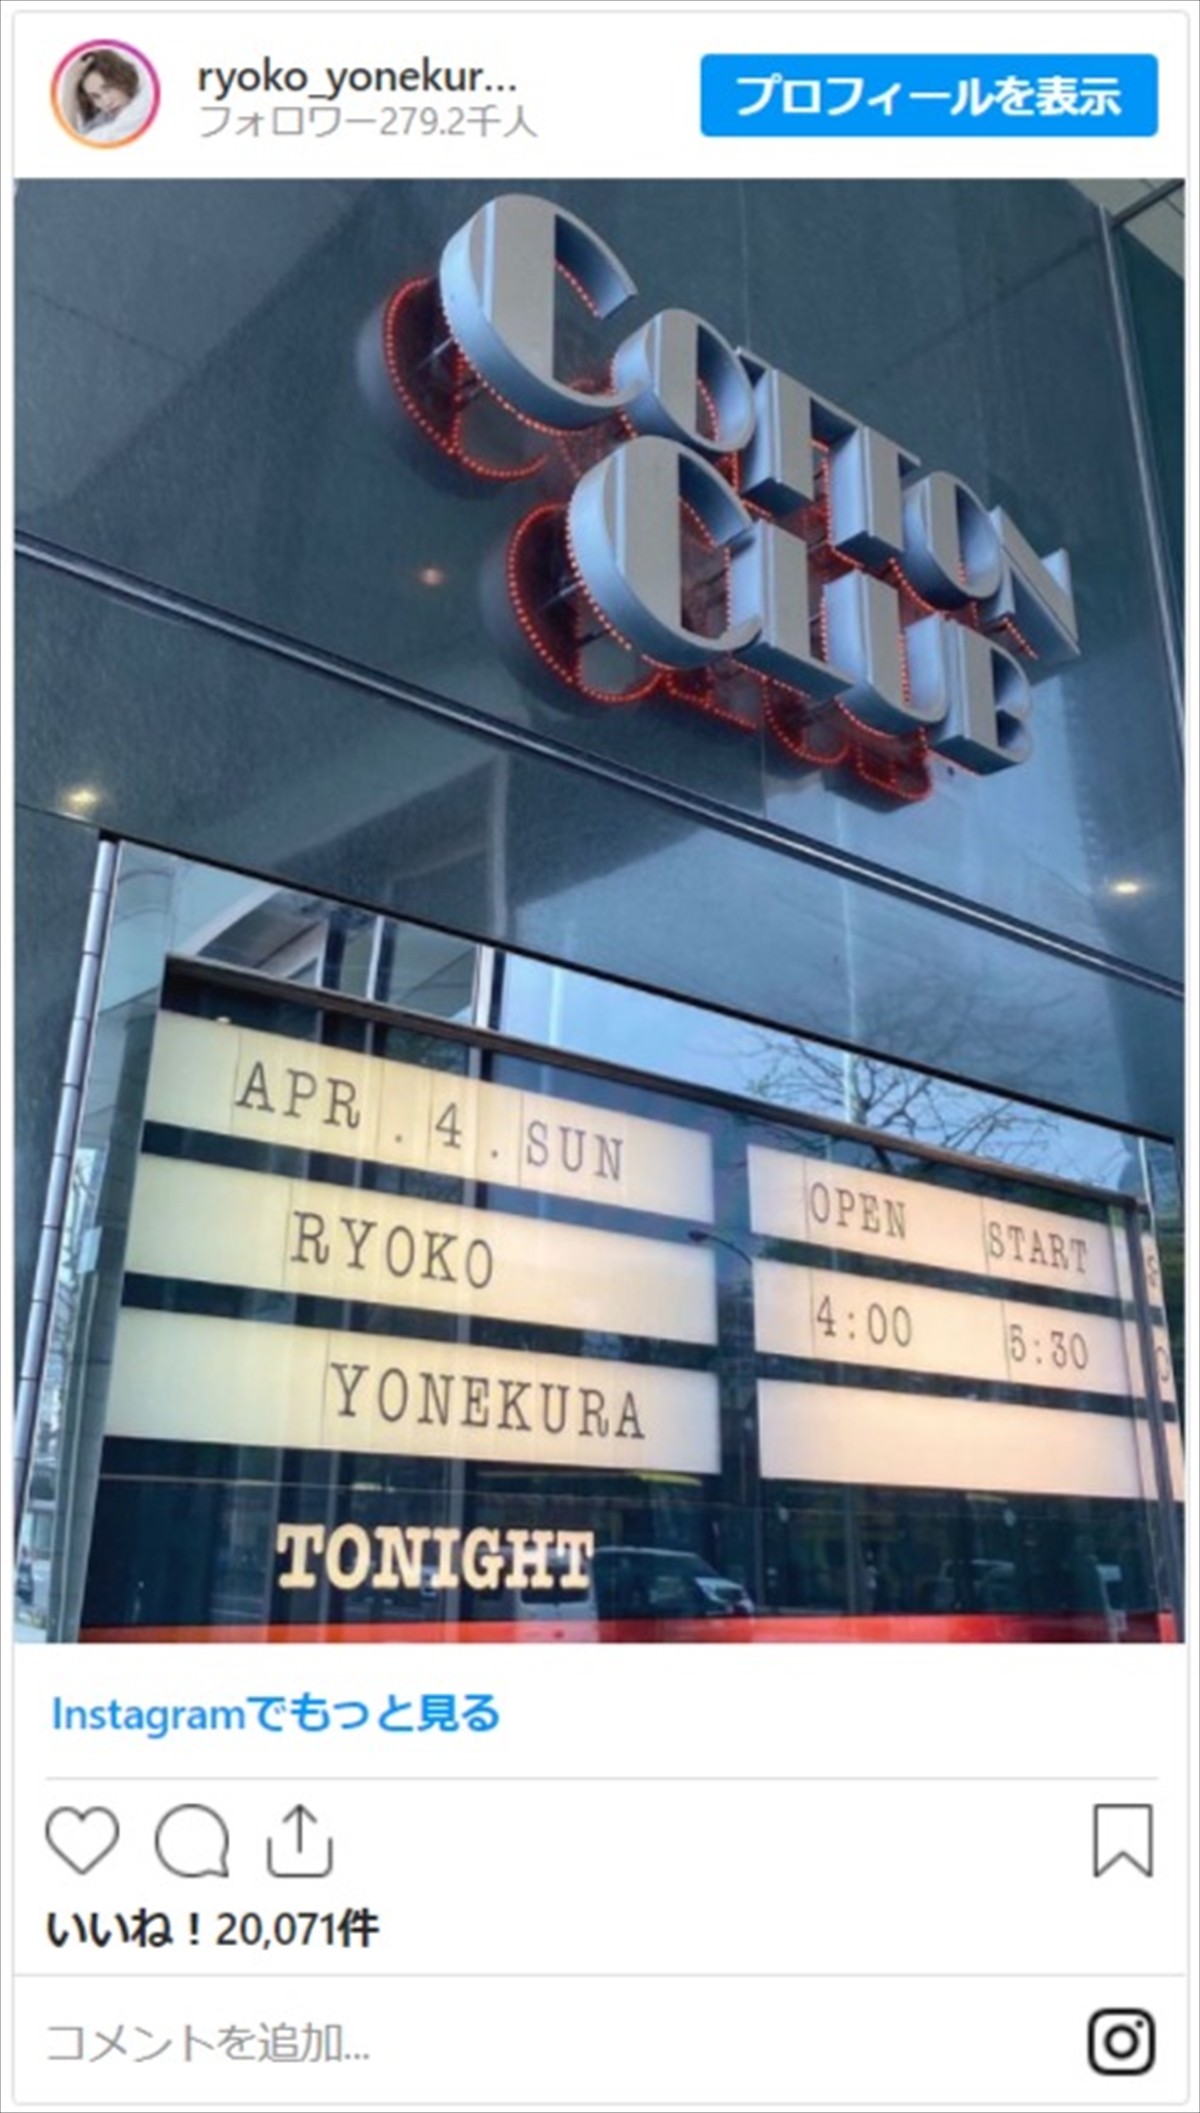 ryoko_yonekur...
フォロワー279.2千人
プロフィールを表示
COTTON
CLUB
APR.4.SUN
RYOKO
YONEKURA
OPEN START
4:00 5:30
TONIGHT
Instagramでもっと見る
いいね！20,071件
コメントを追加...